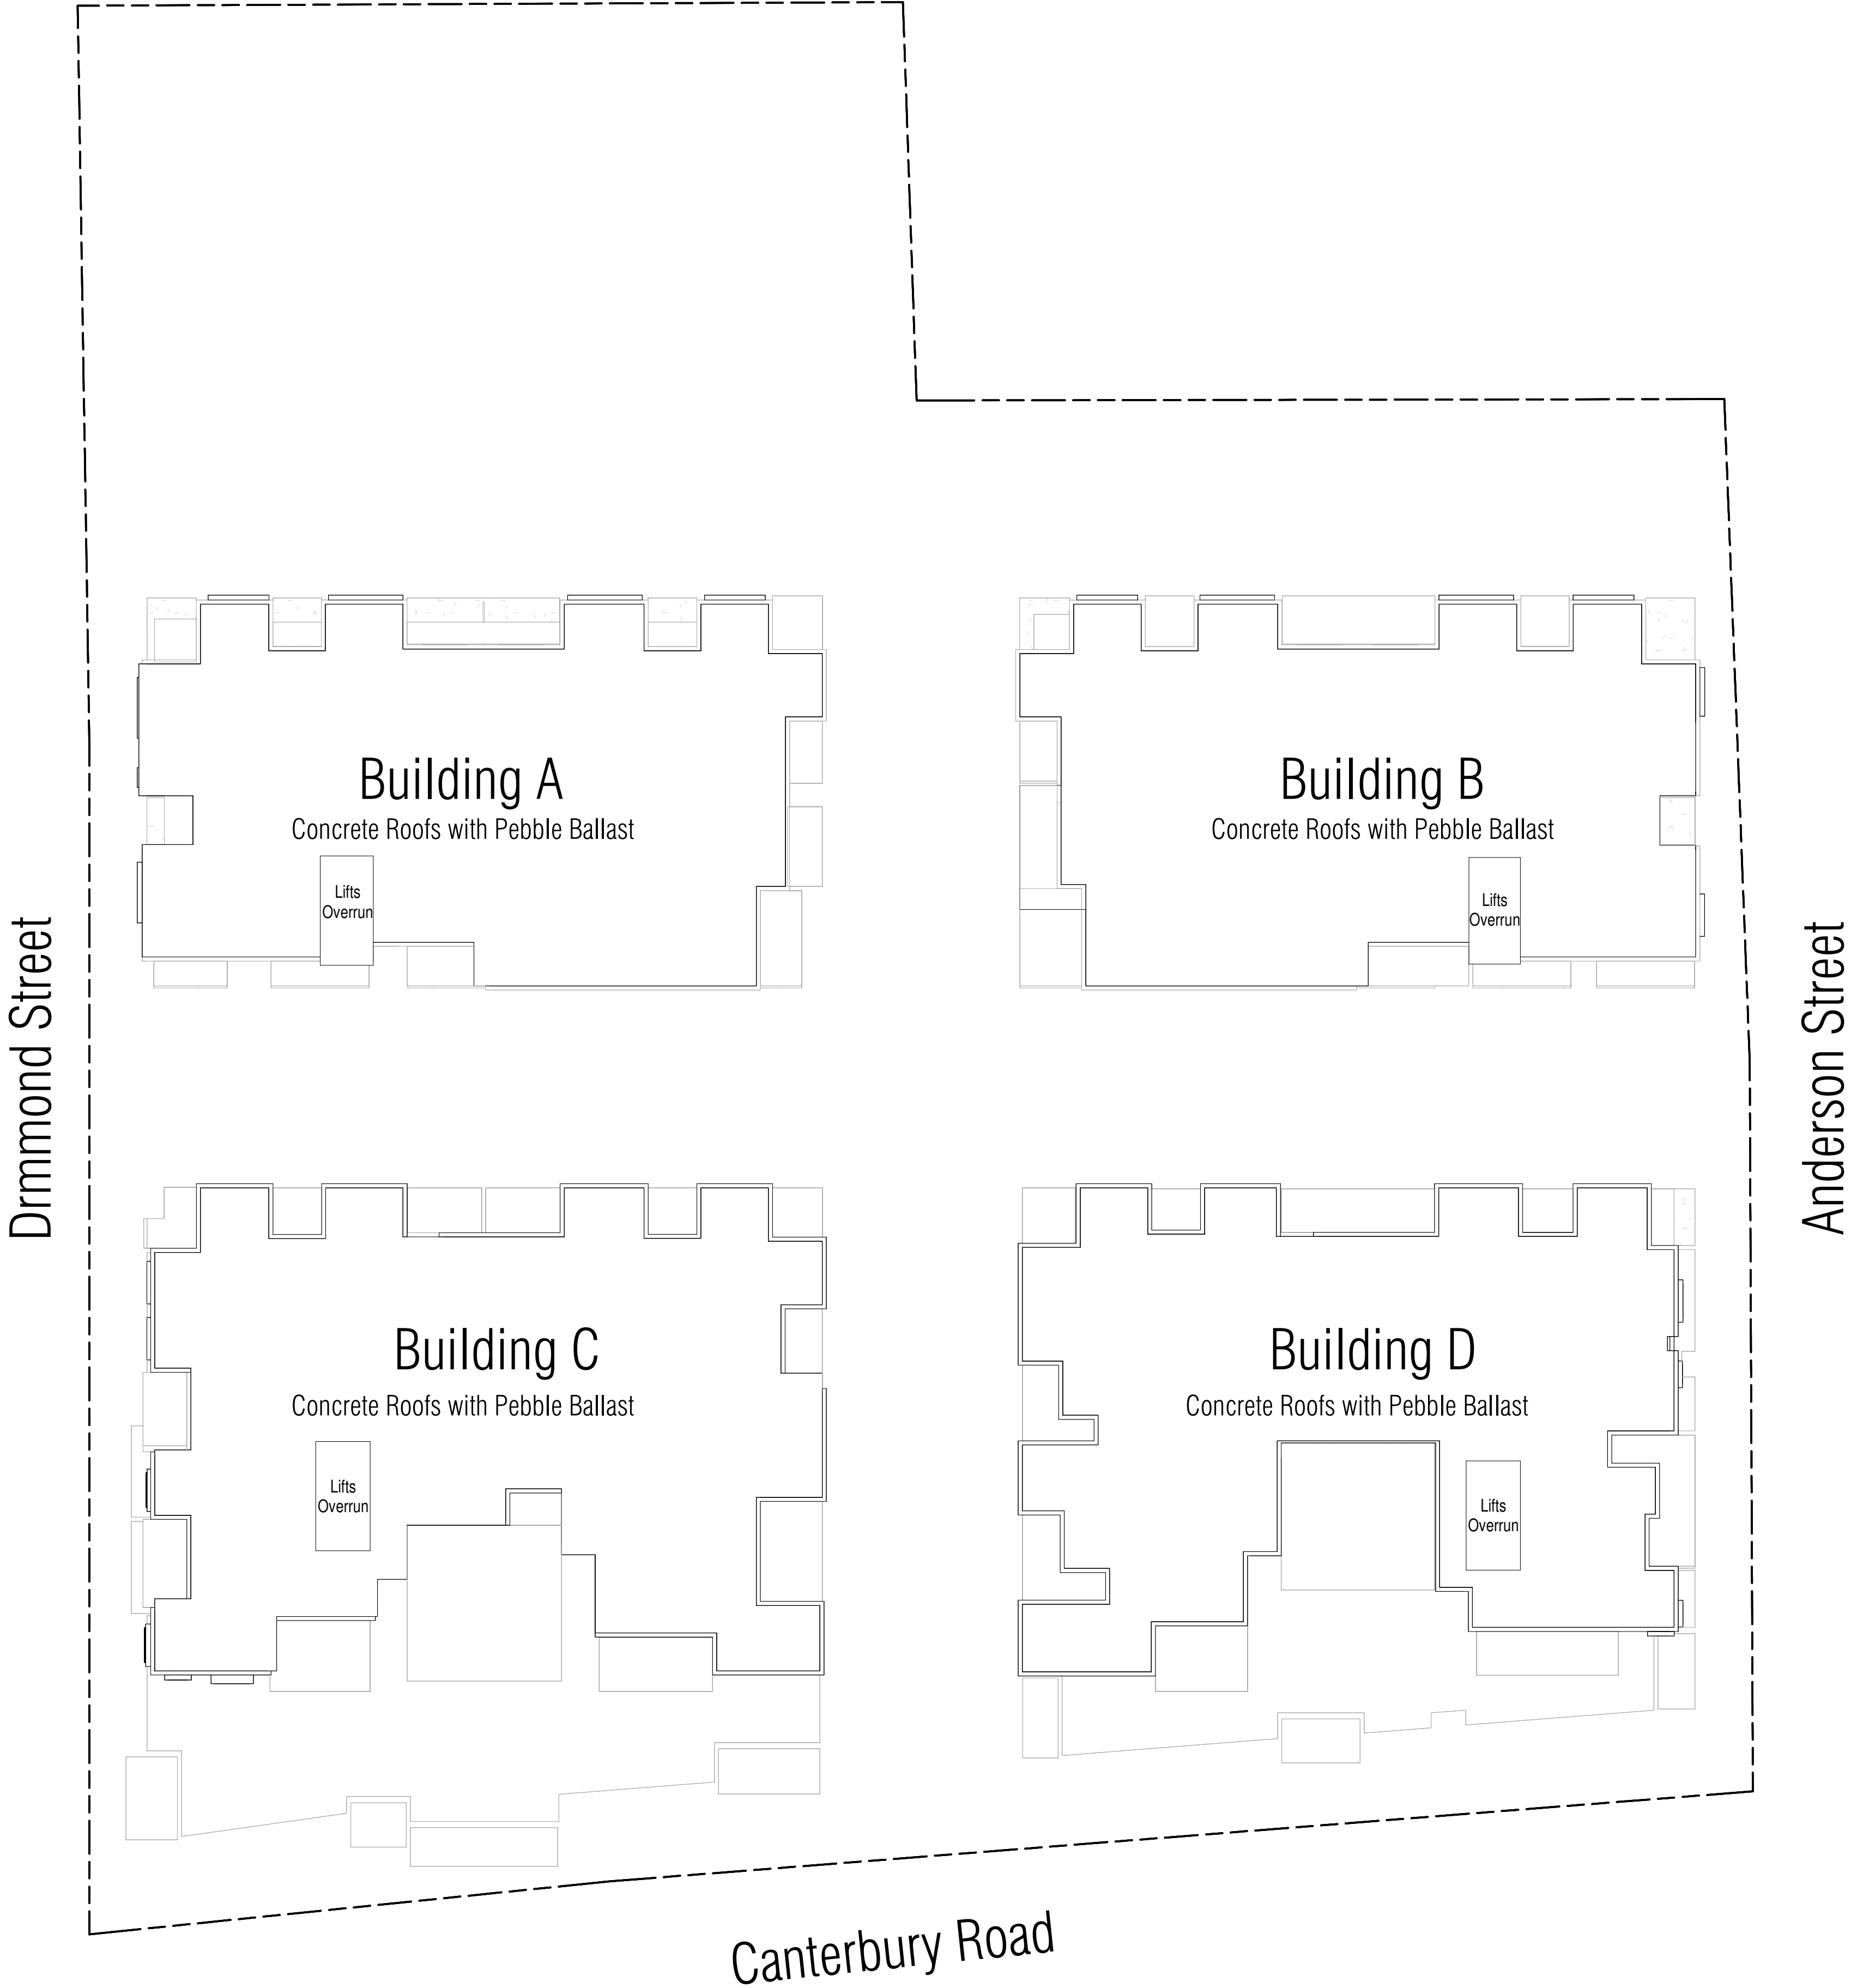 Building A
Concrete Roofs with Pebble Ballast
Lifts
Overrun
Building B
Concrete Roofs with Pebble Ballast
Lifts
Overrun
Drmmond Street
Anderson Street
Building C
Concrete Roofs with Pebble Ballast
Lifts
Overrun
Building D
Concrete Roofs with Pebble Ballast
Lifts
Overrun
Canterbury Road